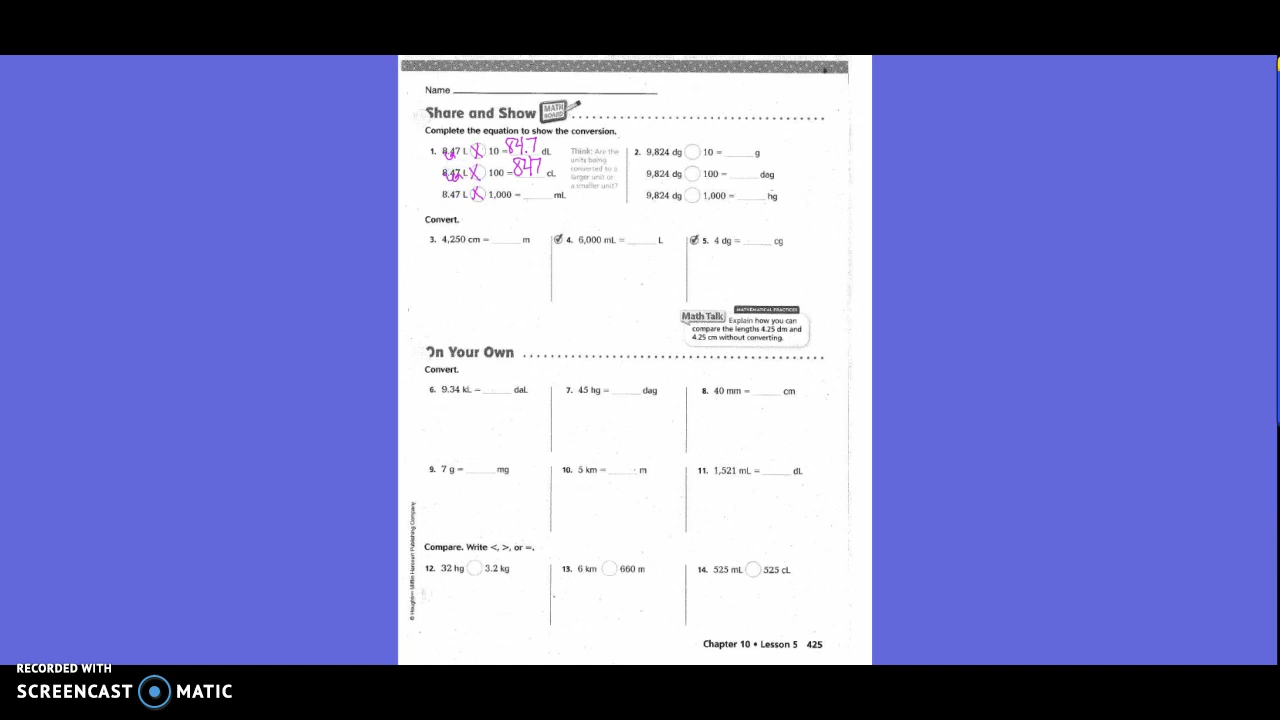 Name
Share and Show MATH BOARD
Complete the equation to show the conversion.
1. 8.47 L X 10 = 84.7 dL
8.47 L X 100 = 847 cL
8.47 L X 1,000 = mL
Think: Are the
units being
converted to a
larger unit or
a smaller unit?
2. 9,824 dg 10 = g
9,824 dg 100 = dag
9,824 dg 1,000 = hg
Convert.
3. 4,250 cm = m
4. 6,000 mL = L
5. 4 dg = cg
MATHEMATICAL PRACTICES
Math Talk Explain how you can
compare the lengths 4.25 dm and
4.25 cm without converting.
On Your Own
Convert.
6. 9.34 kL = daL
7. 45 hg = dag
8. 40 mm = cm
9. 7 g = mg
10. 5 km = m
11. 1,521 mL = dL
Compare. Write <, >, or =.
12. 32 hg 3.2 kg
13. 6 km 660 m
14. 525 mL 525 cL
© Houghton Mifflin Harcourt Publishing Company
Chapter 10 • Lesson 5 425
RECORDED WITH
SCREENCAST MATIC